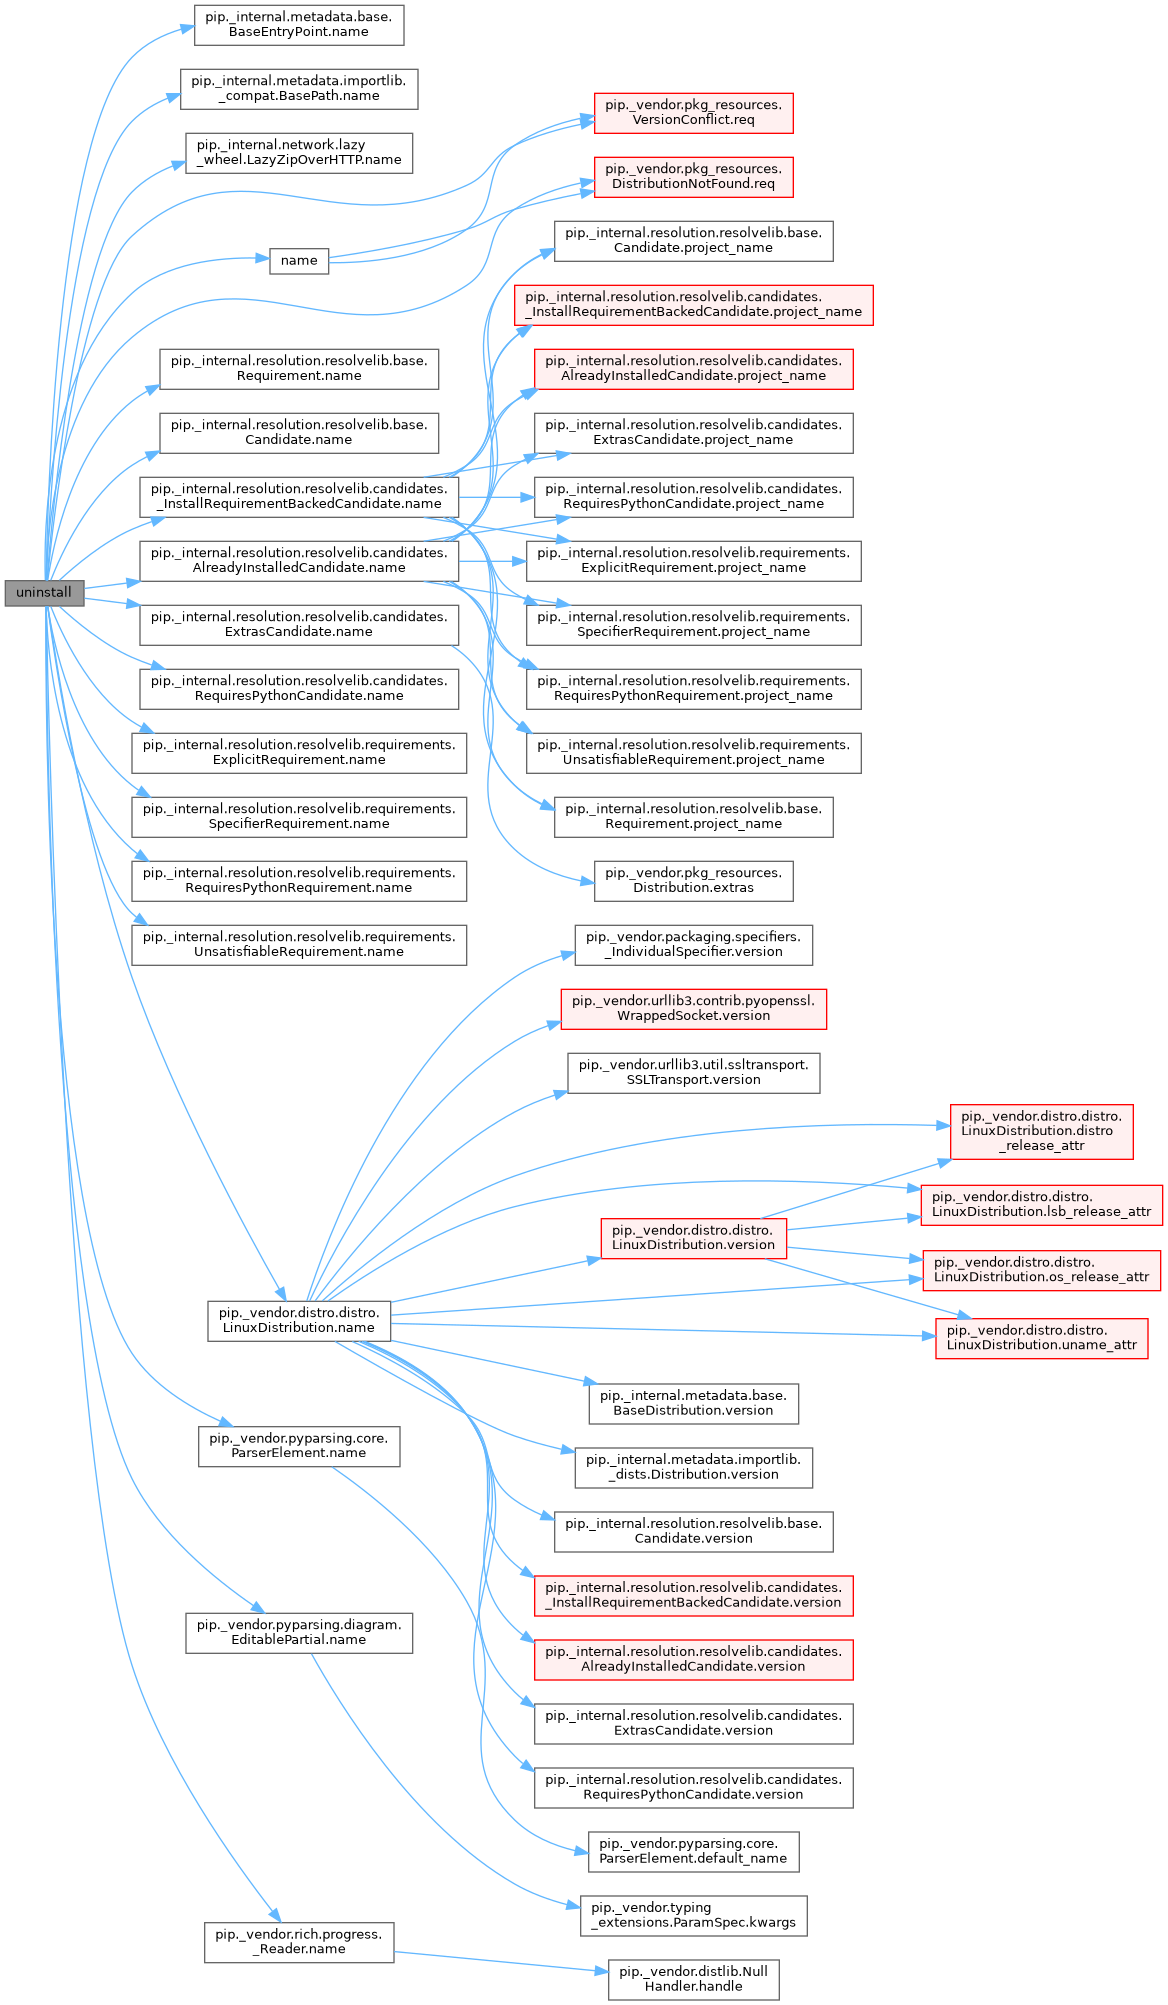 uninstall
pip._internal.metadata.base.
BaseEntryPoint.name
pip._internal.metadata.importlib.
_compat.BasePath.name
pip._internal.network.lazy
_wheel.LazyZipOverHTTP.name
name
pip._internal.resolution.resolvelib.base.
Requirement.name
pip._internal.resolution.resolvelib.base.
Candidate.name
pip._internal.resolution.resolvelib.candidates.
_InstallRequirementBackedCandidate.name
pip._internal.resolution.resolvelib.candidates.
AlreadyInstalledCandidate.name
pip._internal.resolution.resolvelib.candidates.
ExtrasCandidate.name
pip._internal.resolution.resolvelib.candidates.
RequiresPythonCandidate.name
pip._internal.resolution.resolvelib.requirements.
ExplicitRequirement.name
pip._internal.resolution.resolvelib.requirements.
SpecifierRequirement.name
pip._internal.resolution.resolvelib.requirements.
RequiresPythonRequirement.name
pip._internal.resolution.resolvelib.requirements.
UnsatisfiableRequirement.name
pip._vendor.distro.distro.
LinuxDistribution.name
pip._vendor.pyparsing.core.
ParserElement.name
pip._vendor.pyparsing.diagram.
EditablePartial.name
pip._vendor.rich.progress.
_Reader.name
pip._vendor.pkg_resources.
VersionConflict.req
pip._vendor.pkg_resources.
DistributionNotFound.req
pip._internal.resolution.resolvelib.base.
Candidate.project_name
pip._internal.resolution.resolvelib.candidates.
_InstallRequirementBackedCandidate.project_name
pip._internal.resolution.resolvelib.candidates.
AlreadyInstalledCandidate.project_name
pip._internal.resolution.resolvelib.candidates.
ExtrasCandidate.project_name
pip._internal.resolution.resolvelib.candidates.
RequiresPythonCandidate.project_name
pip._internal.resolution.resolvelib.requirements.
ExplicitRequirement.project_name
pip._internal.resolution.resolvelib.requirements.
SpecifierRequirement.project_name
pip._internal.resolution.resolvelib.requirements.
RequiresPythonRequirement.project_name
pip._internal.resolution.resolvelib.requirements.
UnsatisfiableRequirement.project_name
pip._internal.resolution.resolvelib.base.
Requirement.project_name
pip._vendor.pkg_resources.
Distribution.extras
pip._vendor.packaging.specifiers.
_IndividualSpecifier.version
pip._vendor.urllib3.contrib.pyopenssl.
WrappedSocket.version
pip._vendor.urllib3.util.ssltransport.
SSLTransport.version
pip._vendor.distro.distro.
LinuxDistribution.version
pip._internal.metadata.base.
BaseDistribution.version
pip._internal.metadata.importlib.
_dists.Distribution.version
pip._internal.resolution.resolvelib.base.
Candidate.version
pip._internal.resolution.resolvelib.candidates.
_InstallRequirementBackedCandidate.version
pip._internal.resolution.resolvelib.candidates.
AlreadyInstalledCandidate.version
pip._internal.resolution.resolvelib.candidates.
ExtrasCandidate.version
pip._internal.resolution.resolvelib.candidates.
RequiresPythonCandidate.version
pip._vendor.pyparsing.core.
ParserElement.default_name
pip._vendor.typing
_extensions.ParamSpec.kwargs
pip._vendor.distlib.Null
Handler.handle
pip._vendor.distro.distro.
LinuxDistribution.distro
_release_attr
pip._vendor.distro.distro.
LinuxDistribution.lsb_release_attr
pip._vendor.distro.distro.
LinuxDistribution.os_release_attr
pip._vendor.distro.distro.
LinuxDistribution.uname_attr